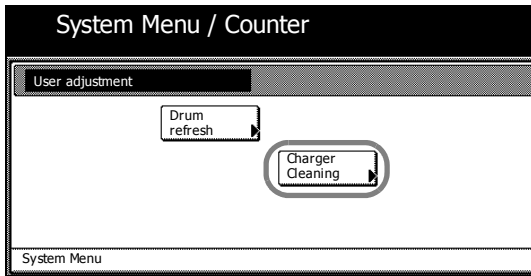 System Menu / Counter
User adjustment
Drum
refresh
Charger
Cleaning
System Menu